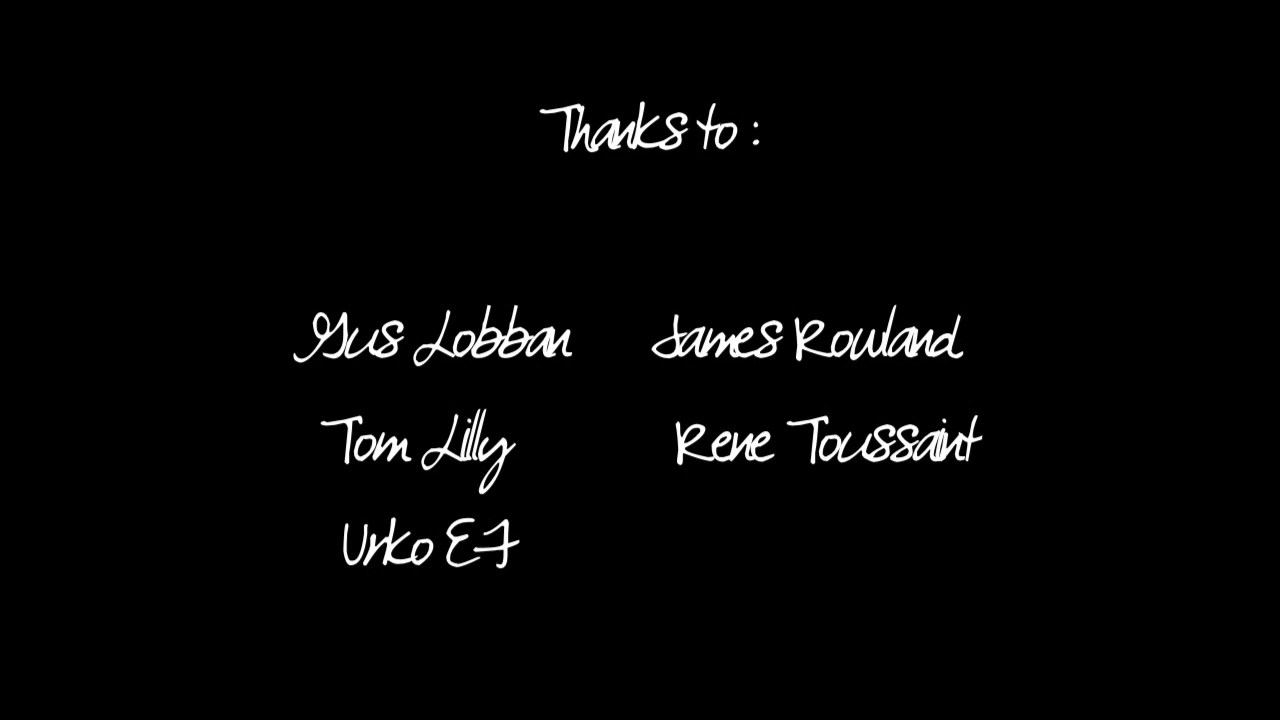 Thanks to :
Gus Lobban
James Rowland
Tom Lilly
Rene Toussaint
Urko EF